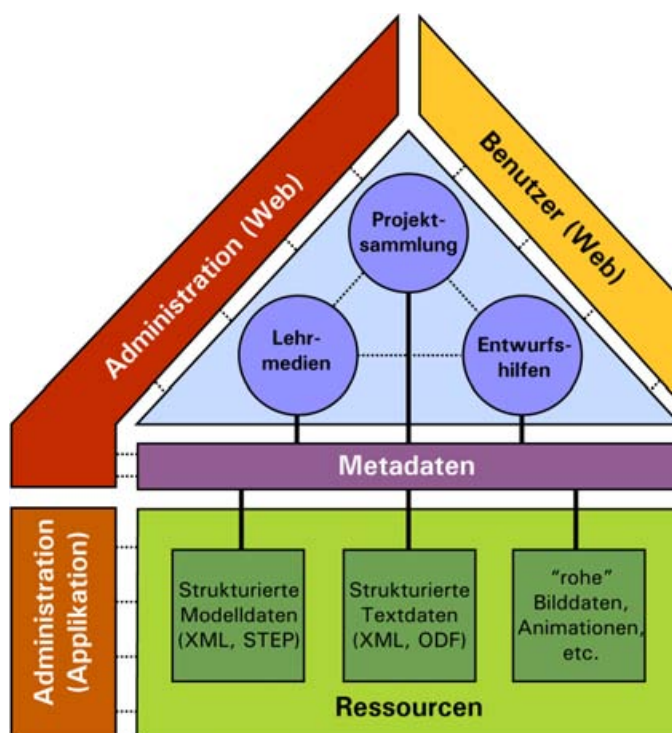 Administration (Web)
Benutzer (Web)
Projekt-
sammlung
Lehr-
medien
Entwurfs-
hilfen
Metadaten
Administration
(Applikation)
Strukturierte
Modelldaten
(XML, STEP)
Strukturierte
Textdaten
(XML, ODF)
“rohe”
Bilddaten,
Animationen,
etc.
Ressourcen